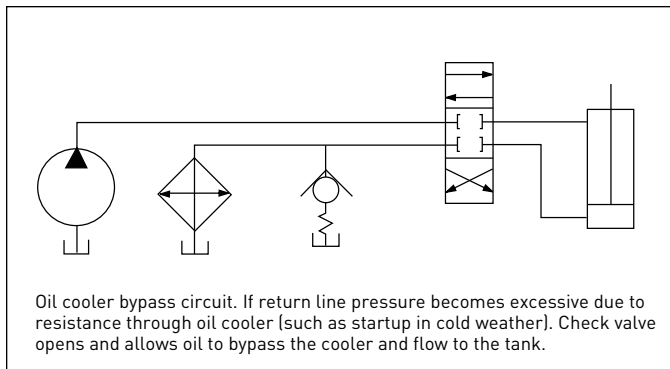 Oil cooler bypass circuit. If return line pressure becomes excessive due to
resistance through oil cooler (such as startup in cold weather). Check valve
opens and allows oil to bypass the cooler and flow to the tank.